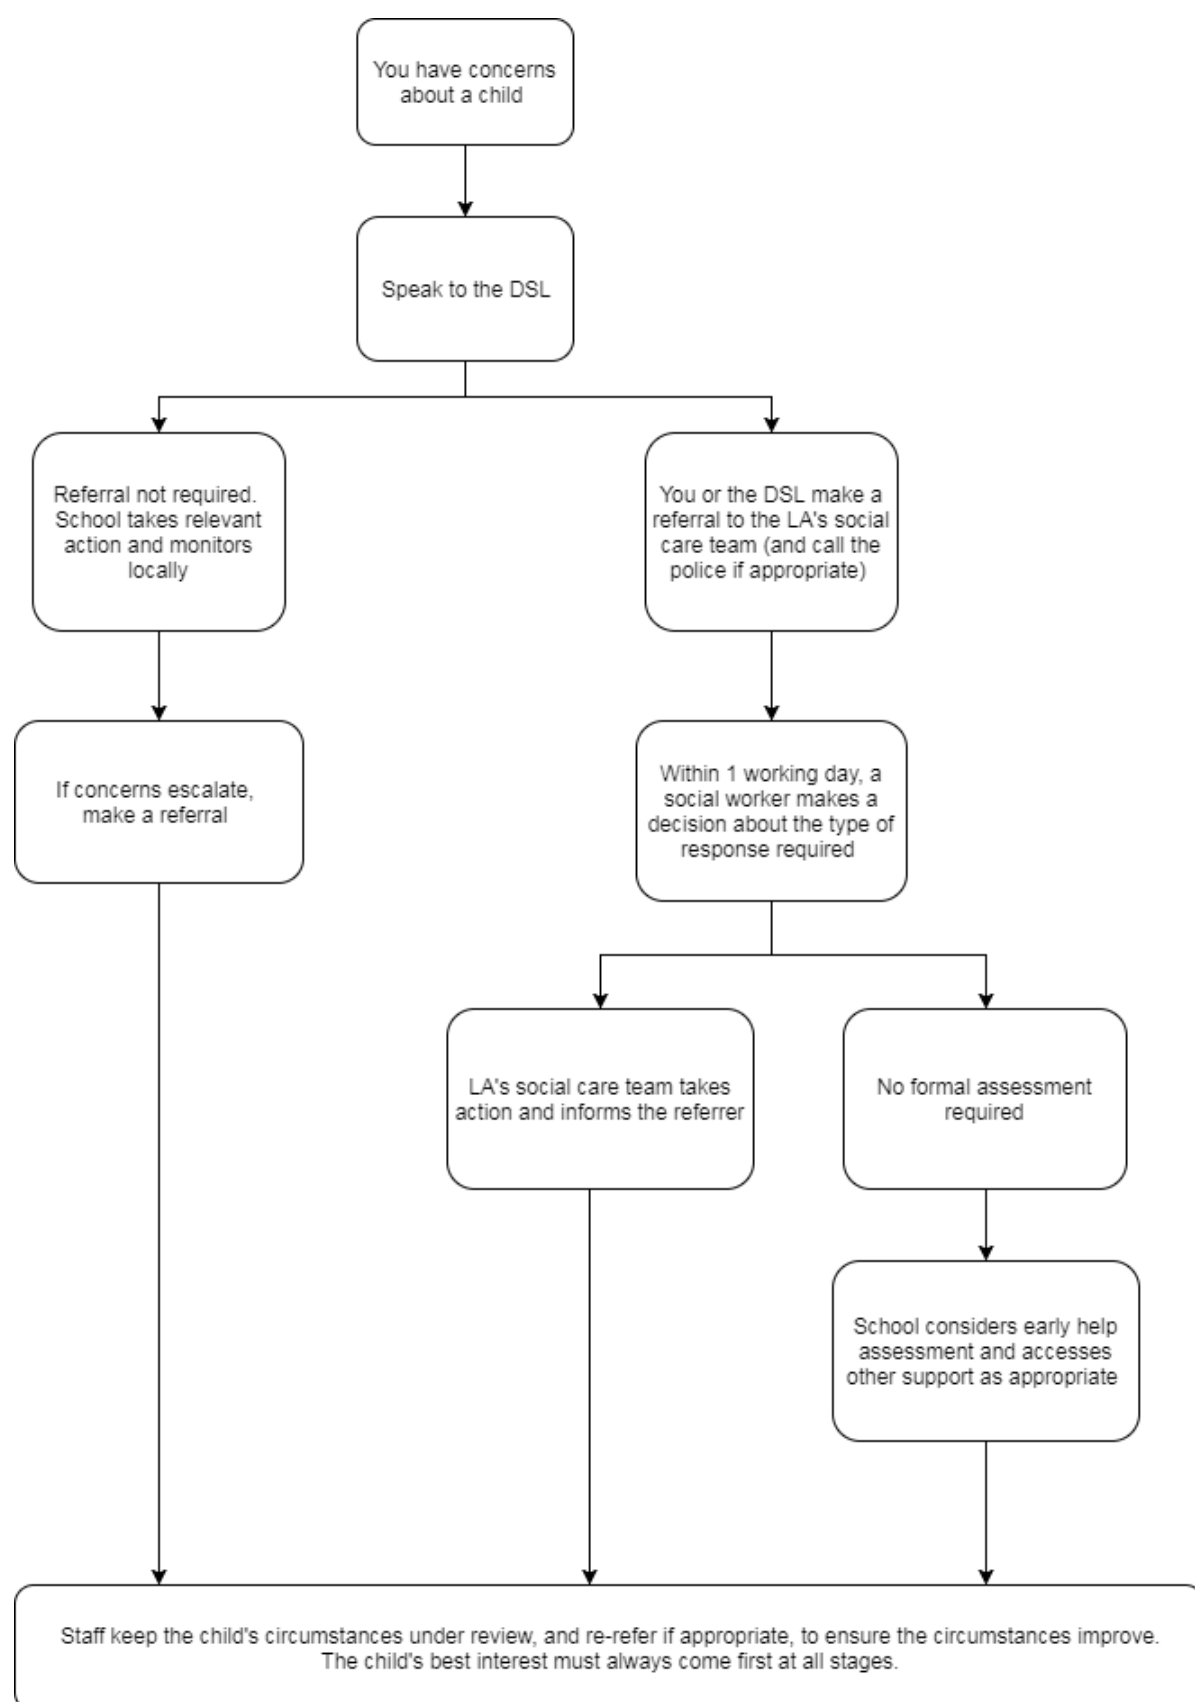 You have concerns
about a child
Speak to the DSL
Referral not required.
School takes relevant
action and monitors
locally
You or the DSL make a
referral to the LA's social
care team (and call the
police if appropriate)
If concerns escalate,
make a referral
Within 1 working day, a
social worker makes a
decision about the type of
response required
LA's social care team takes
action and informs the referrer
No formal assessment
required
School considers early help
assessment and accesses
other support as appropriate
Staff keep the child's circumstances under review, and re-refer if appropriate, to ensure the circumstances improve.
The child's best interest must always come first at all stages.